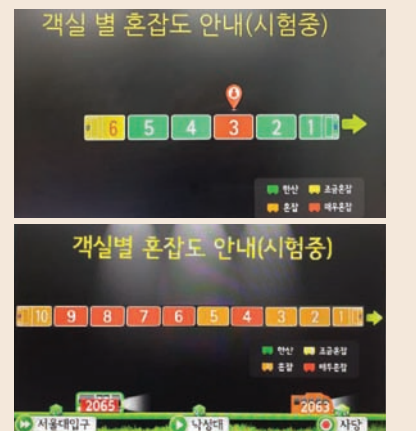 객실 별 혼잡도 안내(시험중)
6 5 4 3 2 1
한산 조금혼잡
혼잡 매우혼잡
객실별 혼잡도 안내(시험중)
10 9 8 7 6 5 4 3 2 1
한산 조금혼잡
혼잡 매우혼잡
2065 2063
서울대입구 낙성대 사당